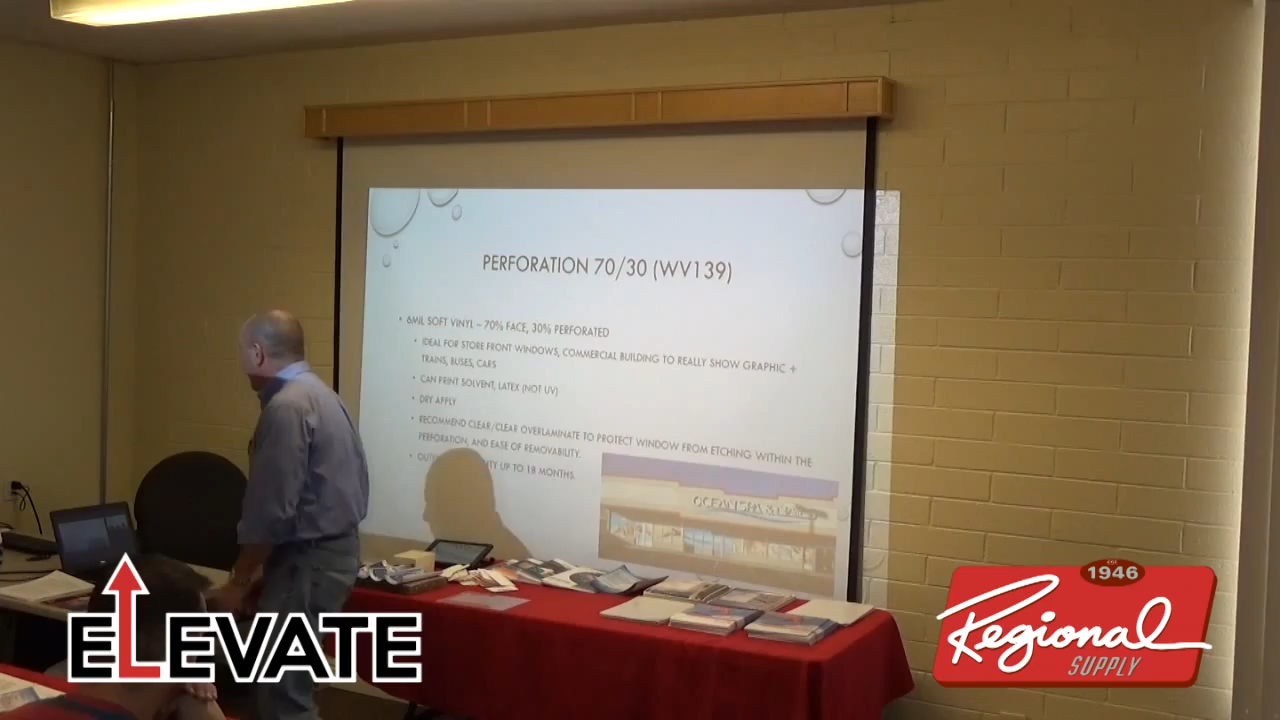 PERFORATION 70/30 (WV139)
• 6MIL SOFT VINYL – 70% FACE, 30% PERFORATED
• IDEAL FOR STORE FRONT WINDOWS, COMMERCIAL BUILDING TO REALLY SHOW GRAPHIC +
TRAINS, BUSES, CARS
• CAN PRINT SOLVENT, LATEX (NOT UV)
• DRY APPLY
• RECOMMEND CLEAR/CLEAR OVERLAMINATE TO PROTECT WINDOW FROM ETCHING WITHIN THE
PERFORATION, AND EASE OF REMOVABILITY.
• UP TO 18 MONTHS
ELEVATE
EST.
1946
Regional
SUPPLY